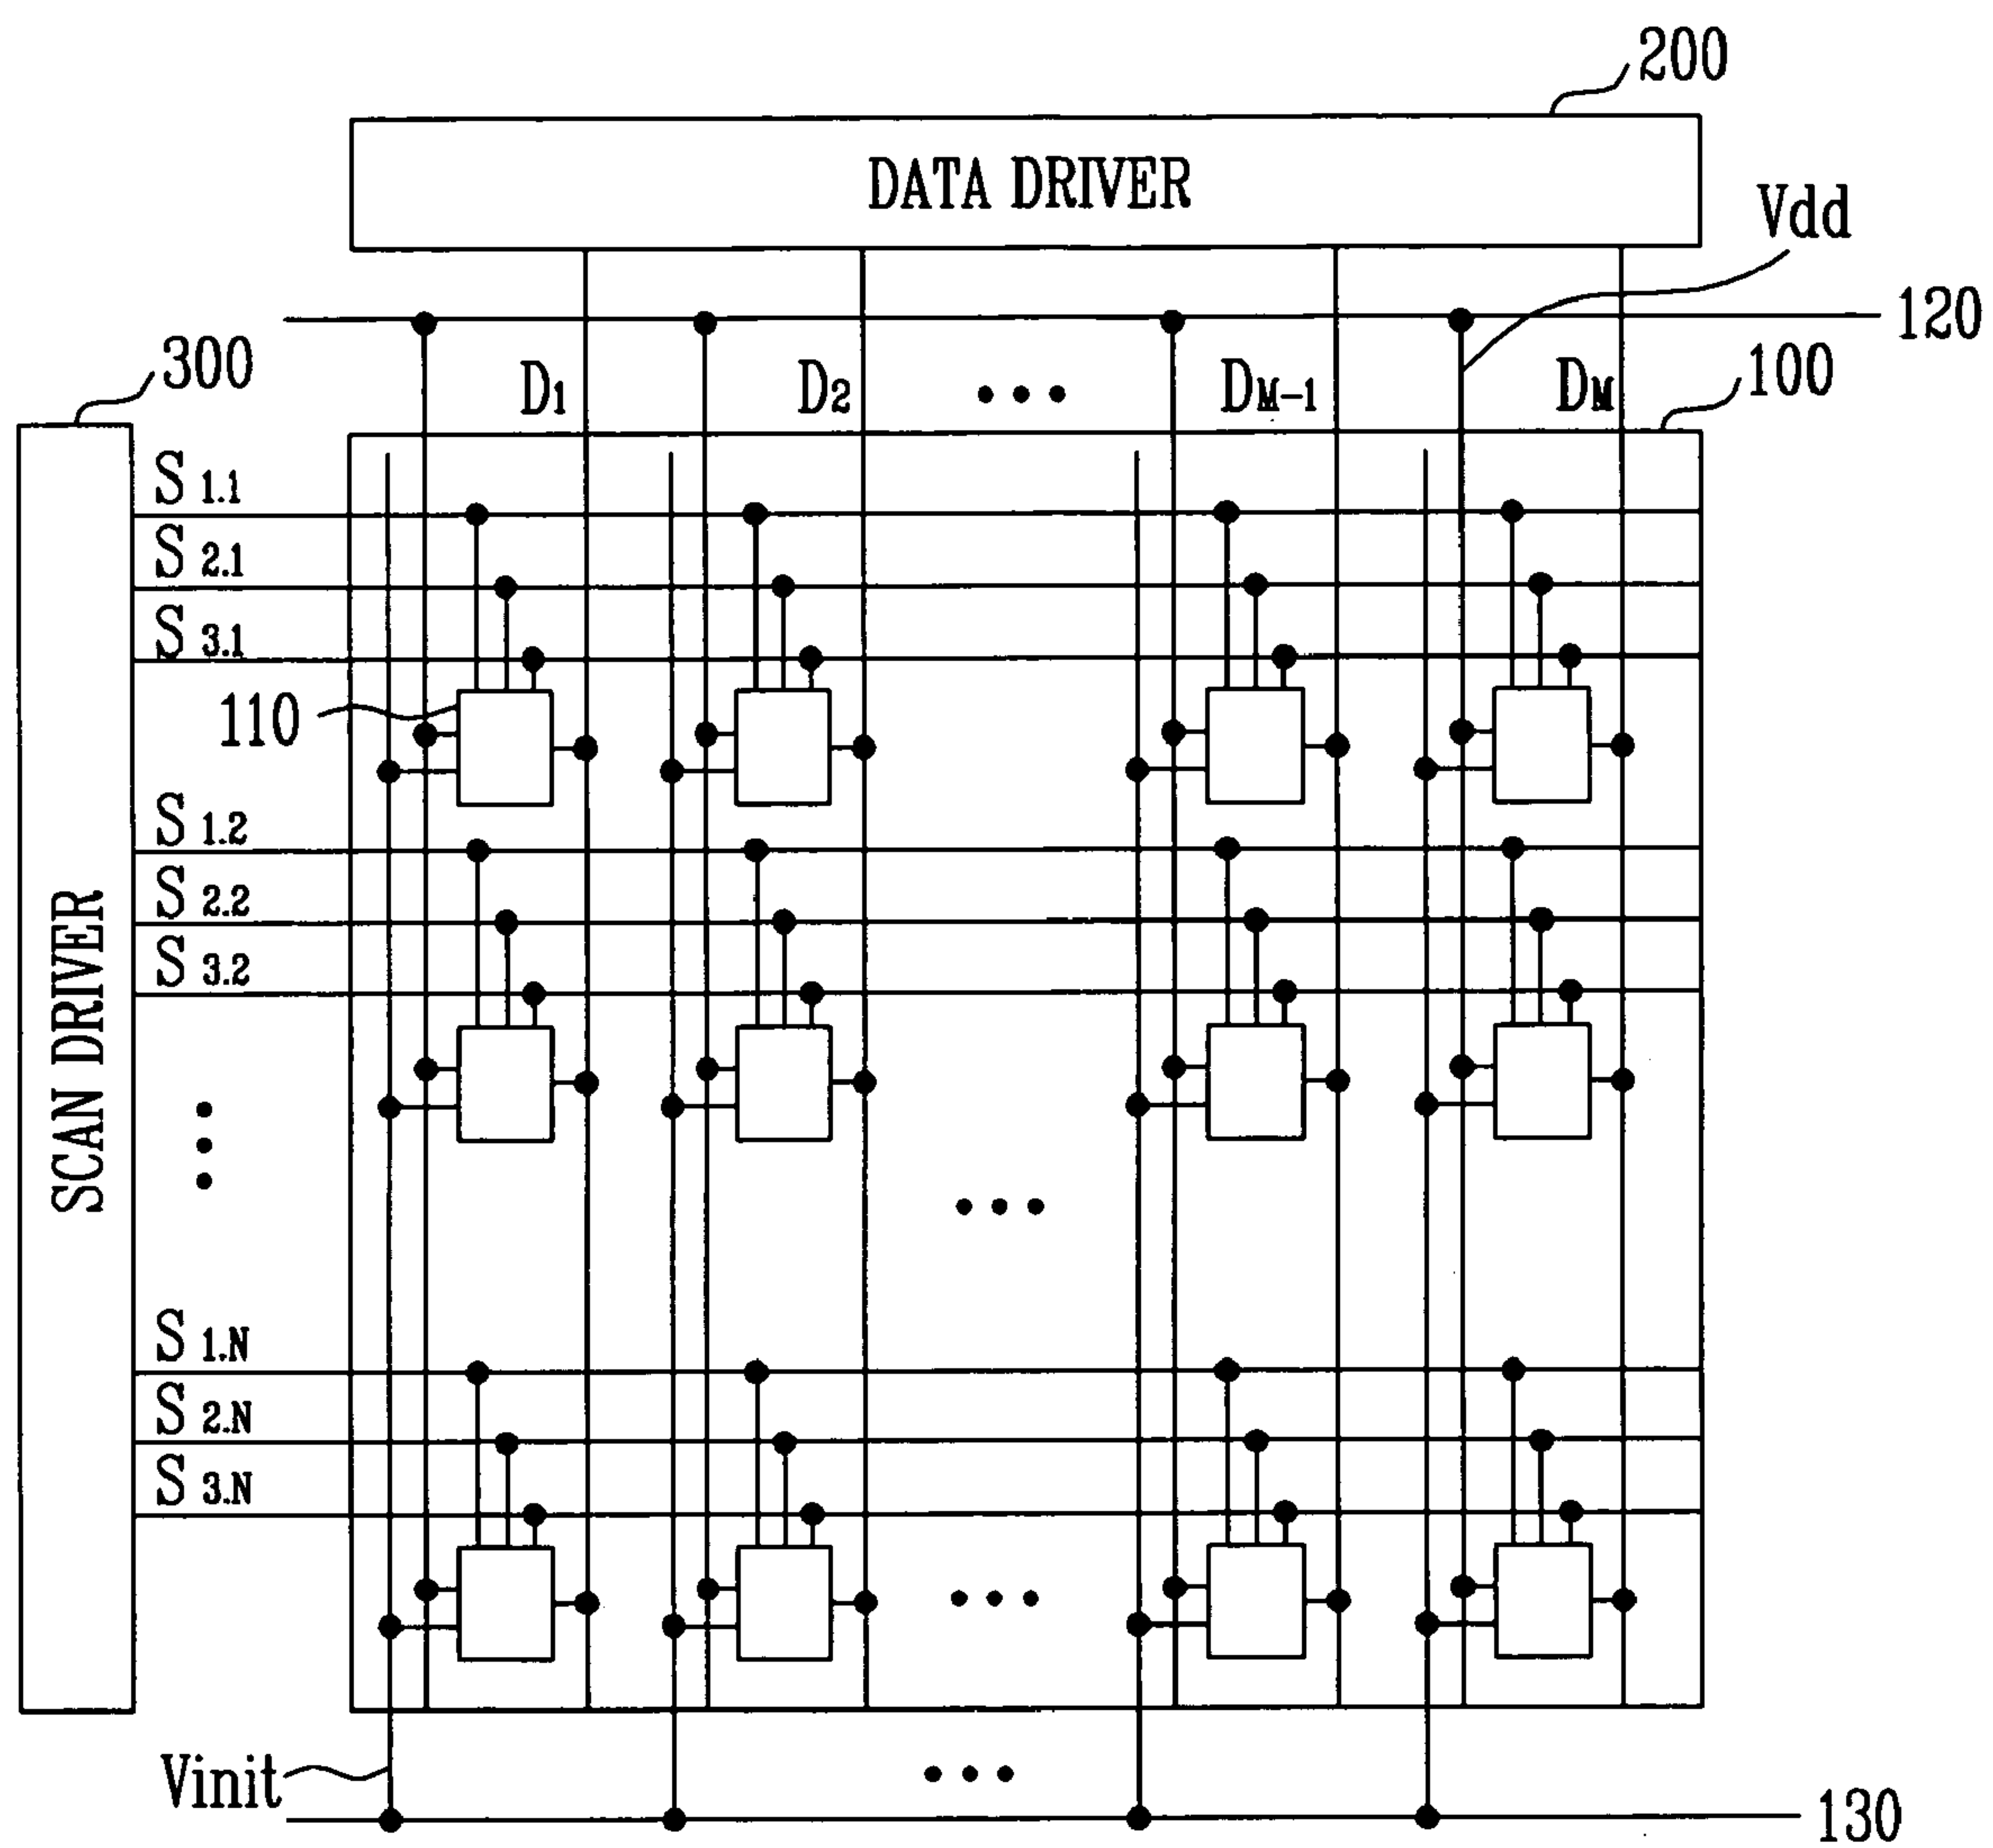 200
DATA DRIVER
Vdd
120
300
D1 D2 ••• DM-1 DM
100
S 1.1
S 2.1
S 3.1
110
S 1.2
S 2.2
S 3.2
SCAN DRIVER
S 1.N
S 2.N
S 3.N
Vinit
130